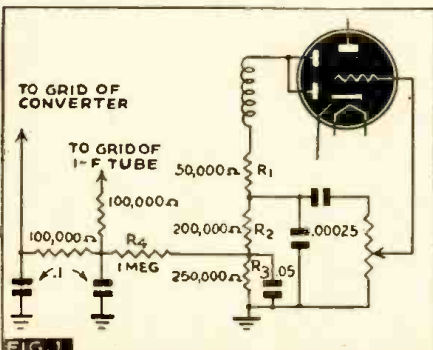 TO GRID OF
CONVERTER
TO GRID OF
I-F TUBE
100,000Ω
100,000Ω
.1
R4
1 MEG
50,000Ω R1
200,000Ω R2
250,000Ω R3
.05
.00025
FIG. 1